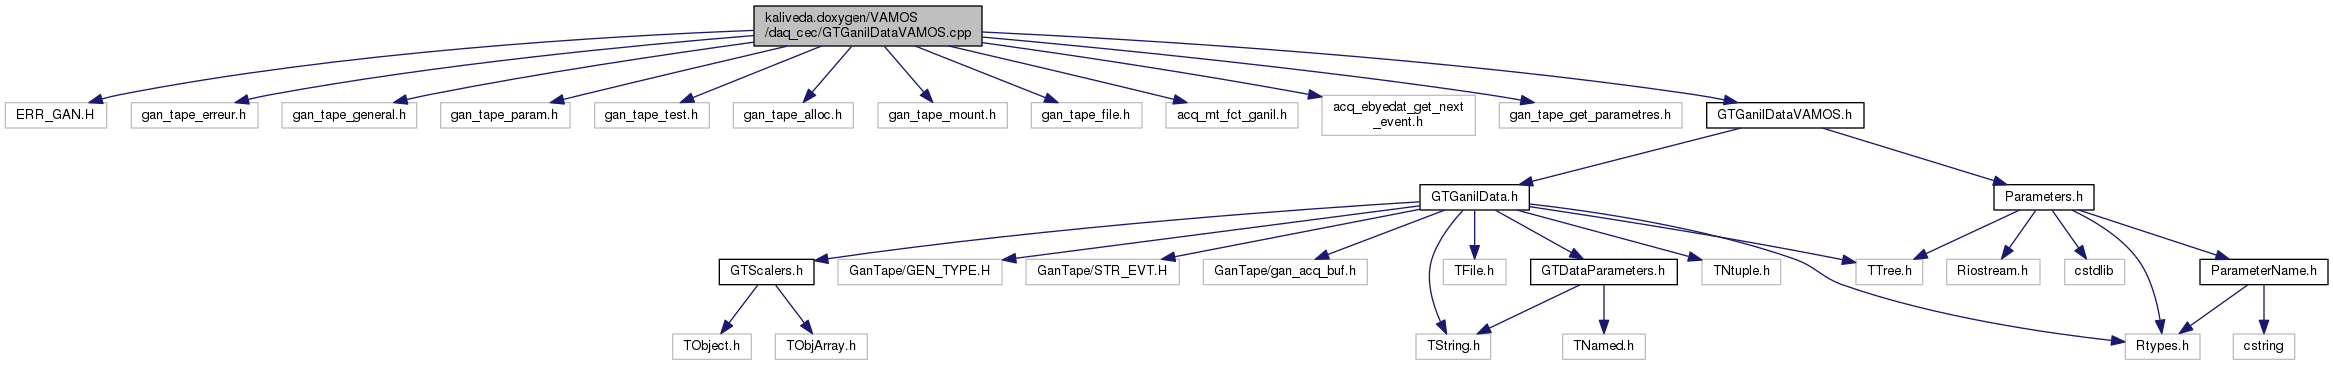 kaliveda.doxygen/VAMOS
/daq_cec/GTGanilDataVAMOS.cpp
ERR_GAN.H
gan_tape_erreur.h
gan_tape_general.h
gan_tape_param.h
gan_tape_test.h
gan_tape_alloc.h
gan_tape_mount.h
gan_tape_file.h
acq_mt_fct_ganil.h
acq_ebyedat_get_next
_event.h
gan_tape_get_parametres.h
GTGanilDataVAMOS.h
GTGanilData.h
Parameters.h
GTScalers.h
GanTape/GEN_TYPE.H
GanTape/STR_EVT.H
GanTape/gan_acq_buf.h
TFile.h
GTDataParameters.h
TNtuple.h
TTree.h
Riostream.h
cstdlib
ParameterName.h
TObject.h
TObjArray.h
TString.h
TNamed.h
Rtypes.h
cstring